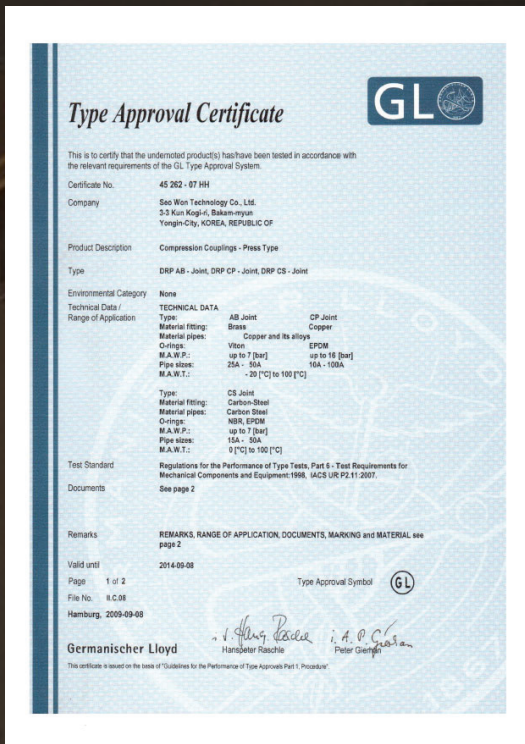 GL
Type Approval Certificate
This is to certify that the undernoted product(s) has/have been tested in accordance with
the relevant requirements of the GL Type Approval System.
Certificate No. 45 262 - 07 HH
Company Seo Won Technology Co., Ltd.
3-3 Kun Kogi-ri, Bakam-myun
Yongin-City, KOREA, REPUBLIC OF
Product Description Compression Couplings - Press Type
Type DRP AB - Joint, DRP CP - Joint, DRP CS - Joint
Environmental Category None
Technical Data / TECHNICAL DATA
Range of Application Type: AB Joint CP Joint
Material fitting: Brass Copper
Material pipes: Copper and its alloys
O-rings: Viton EPDM
M.A.W.P.: up to 7 [bar] up to 16 [bar]
Pipe sizes: 25A - 50A 10A - 100A
M.A.W.T.: - 20 [°C] to 100 [°C]
Type: CS Joint
Material fitting: Carbon-Steel
Material pipes: Carbon Steel
O-rings: NBR, EPDM
M.A.W.P.: up to 7 [bar]
Pipe sizes: 15A - 50A
M.A.W.T.: 0 [°C] to 100 [°C]
Test Standard Regulations for the Performance of Type Tests, Part 6 - Test Requirements for
Mechanical Components and Equipment:1998, IACS UR P2.11:2007.
Documents See page 2
Remarks REMARKS, RANGE OF APPLICATION, DOCUMENTS, MARKING and MATERIAL see
page 2
Valid until 2014-09-08
Page 1 of 2 Type Approval Symbol GL
File No. II.C.08
Hamburg, 2009-09-08
Germanischer Lloyd Hanspeter Raschle Peter Gierhan
This certificate is issued on the basis of "Guidelines for the Performance of Type Approvals Part 1, Procedure".